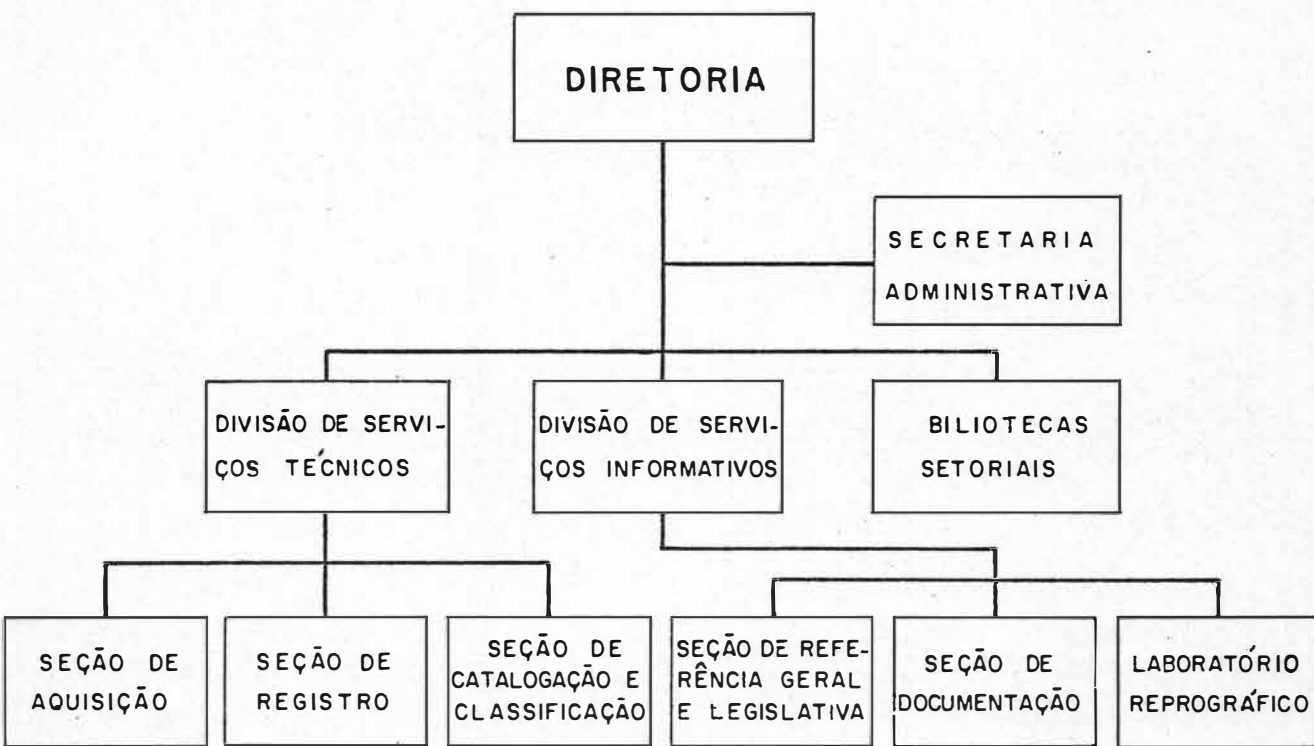 DIRETORIA
SECRETARIA
ADMINISTRATIVA
DIVISÃO DE SERVI-
ÇOS TÉCNICOS
DIVISÃO DE SERVI-
ÇOS INFORMATIVOS
BILIOTECAS
SETORIAIS
SEÇÃO DE
AQUISIÇÃO
SEÇÃO DE
REGISTRO
SEÇÃO DE
CATALOGAÇÃO E
CLASSIFICAÇÃO
SEÇÃO DE REFE-
RÊNCIA GERAL
E LEGISLATIVA
SEÇÃO DE
DOCUMENTAÇÃO
LABORATÓRIO
REPROGRÁFICO